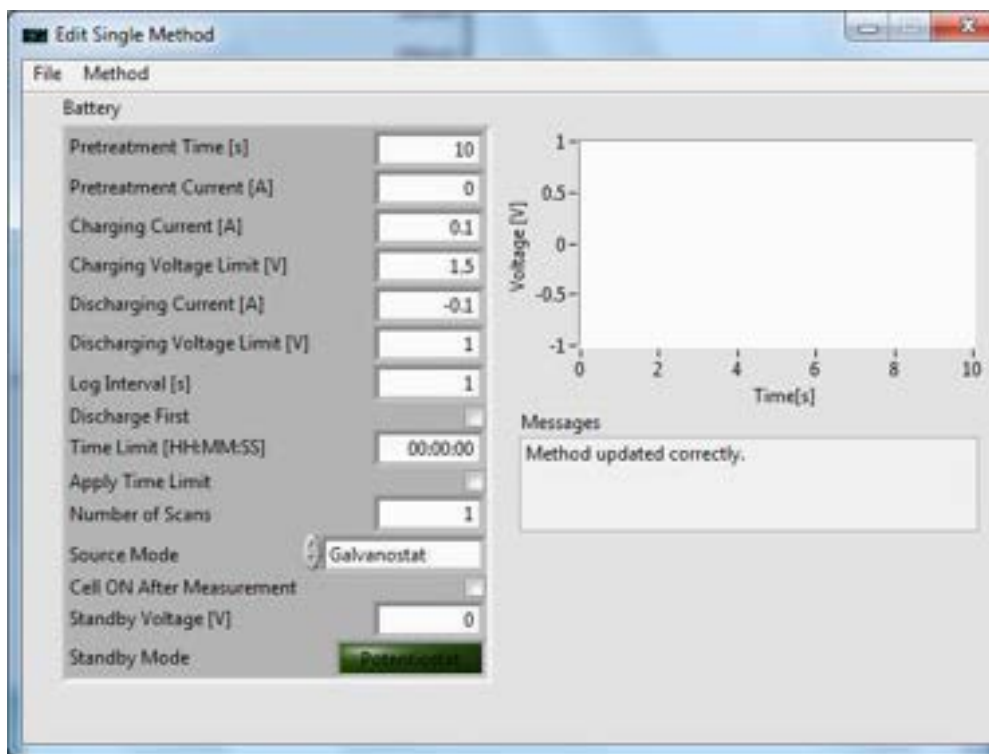 Edit Single Method
File Method
Battery
Pretreatment Time [s] 10
Pretreatment Current [A] 0
Charging Current [A] 0.1
Charging Voltage Limit [V] 1.5
Discharging Current [A] -0.1
Discharging Voltage Limit [V] 1
Log Interval [s] 1
Discharge First
Time Limit [HH:MM:SS] 00:00:00
Apply Time Limit
Number of Scans 1
Source Mode Galvanostat
Cell ON After Measurement
Standby Voltage [V] 0
Standby Mode Potentiostat
Voltage [V]
1
0.5
0
-0.5
-1
0 2 4 6 8 10
Time[s]
Messages
Method updated correctly.